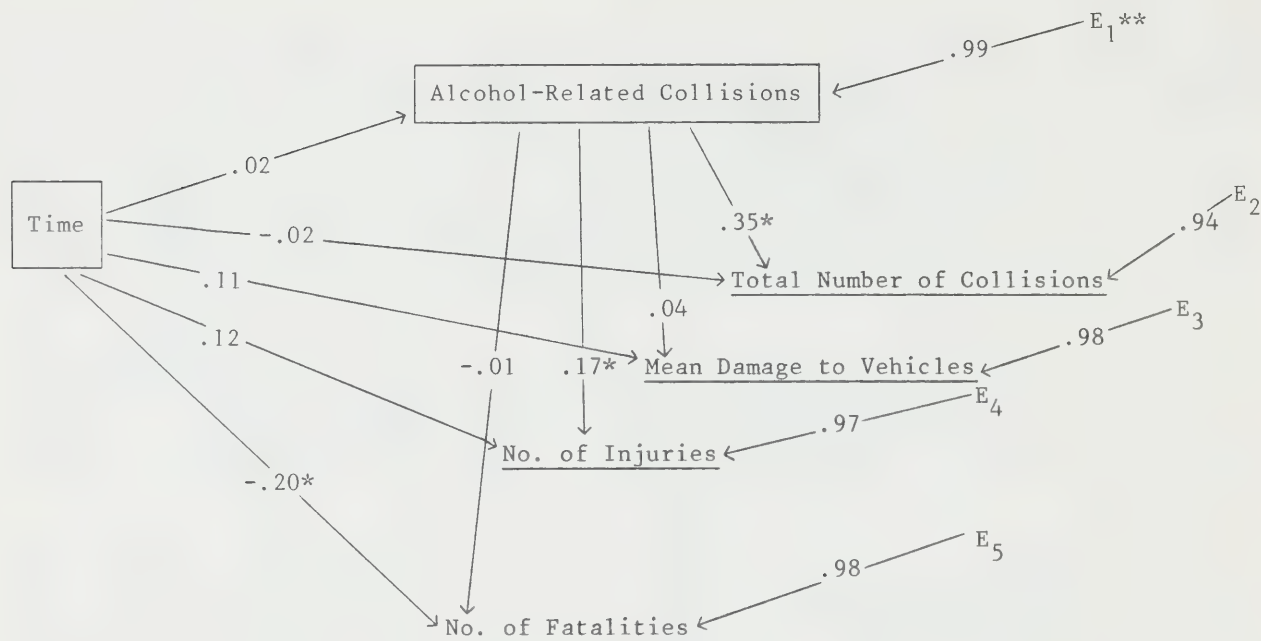 E1**
.99
Alcohol-Related Collisions
.02
Time
E2
.94
.35*
-.02
Total Number of Collisions
.11
.04
E3
.98
.12
-.01
.17*
Mean Damage to Vehicles
E4
.97
No. of Injuries
-.20*
E5
.98
No. of Fatalities